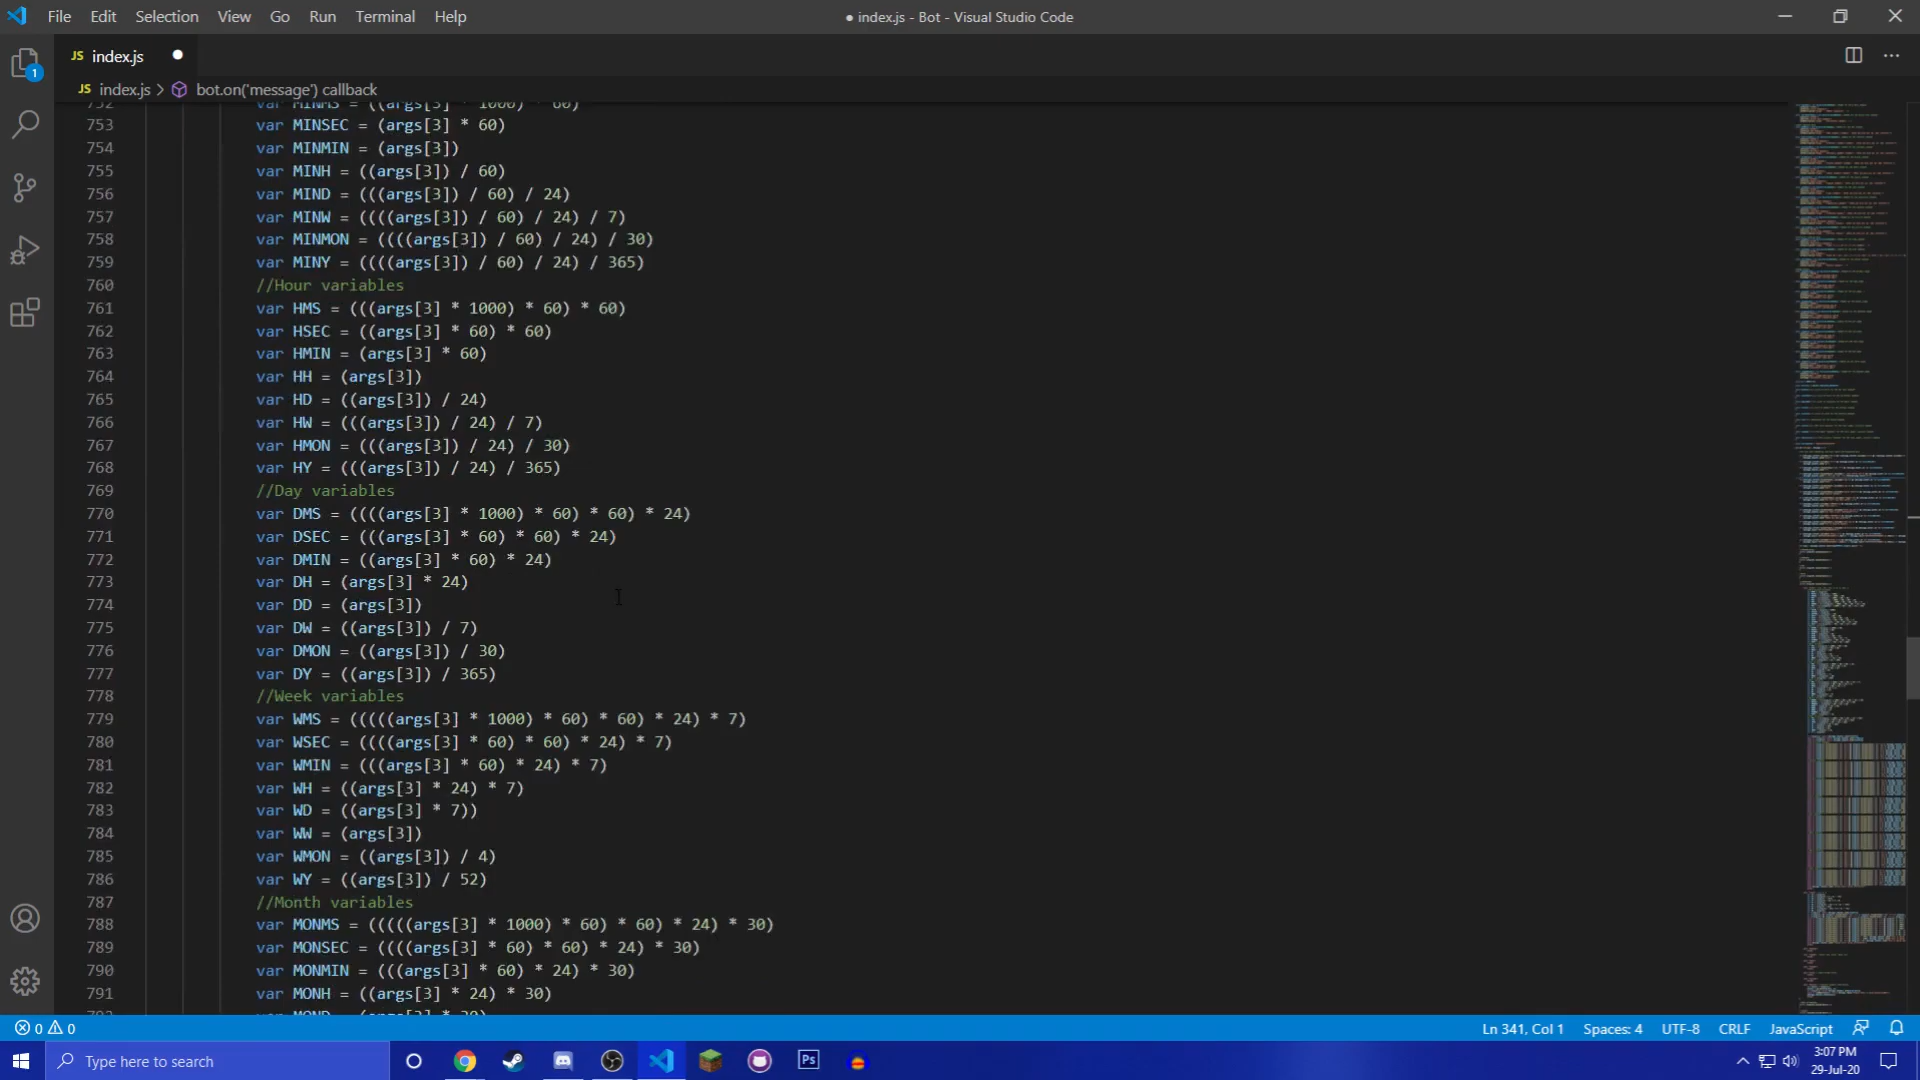 File Edit Selection View Go Run Terminal Help
● index.js - Bot - Visual Studio Code
JS index.js ●
JS index.js > bot.on('message') callback
752 var MINMS = ((args[3] * 1000) * 60)
753 var MINSEC = (args[3] * 60)
754 var MINMIN = (args[3])
755 var MINH = ((args[3]) / 60)
756 var MIND = (((args[3]) / 60) / 24)
757 var MINW = ((((args[3]) / 60) / 24) / 7)
758 var MINMON = ((((args[3]) / 60) / 24) / 30)
759 var MINY = ((((args[3]) / 60) / 24) / 365)
760 //Hour variables
761 var HMS = (((args[3] * 1000) * 60) * 60)
762 var HSEC = ((args[3] * 60) * 60)
763 var HMIN = (args[3] * 60)
764 var HH = (args[3])
765 var HD = ((args[3]) / 24)
766 var HW = (((args[3]) / 24) / 7)
767 var HMON = (((args[3]) / 24) / 30)
768 var HY = (((args[3]) / 24) / 365)
769 //Day variables
770 var DMS = ((((args[3] * 1000) * 60) * 60) * 24)
771 var DSEC = (((args[3] * 60) * 60) * 24)
772 var DMIN = ((args[3] * 60) * 24)
773 var DH = (args[3] * 24)
774 var DD = (args[3])
775 var DW = ((args[3]) / 7)
776 var DMON = ((args[3]) / 30)
777 var DY = ((args[3]) / 365)
778 //Week variables
779 var WMS = (((((args[3] * 1000) * 60) * 60) * 24) * 7)
780 var WSEC = ((((args[3] * 60) * 60) * 24) * 7)
781 var WMIN = (((args[3] * 60) * 24) * 7)
782 var WH = ((args[3] * 24) * 7)
783 var WD = ((args[3] * 7))
784 var WW = (args[3])
785 var WMON = ((args[3]) / 4)
786 var WY = ((args[3]) / 52)
787 //Month variables
788 var MONMS = (((((args[3] * 1000) * 60) * 60) * 24) * 30)
789 var MONSEC = ((((args[3] * 60) * 60) * 24) * 30)
790 var MONMIN = (((args[3] * 60) * 24) * 30)
791 var MONH = ((args[3] * 24) * 30)
1
0 0
Ln 341, Col 1 Spaces: 4 UTF-8 CRLF JavaScript
Type here to search
Ps
3:07 PM
29-Jul-20